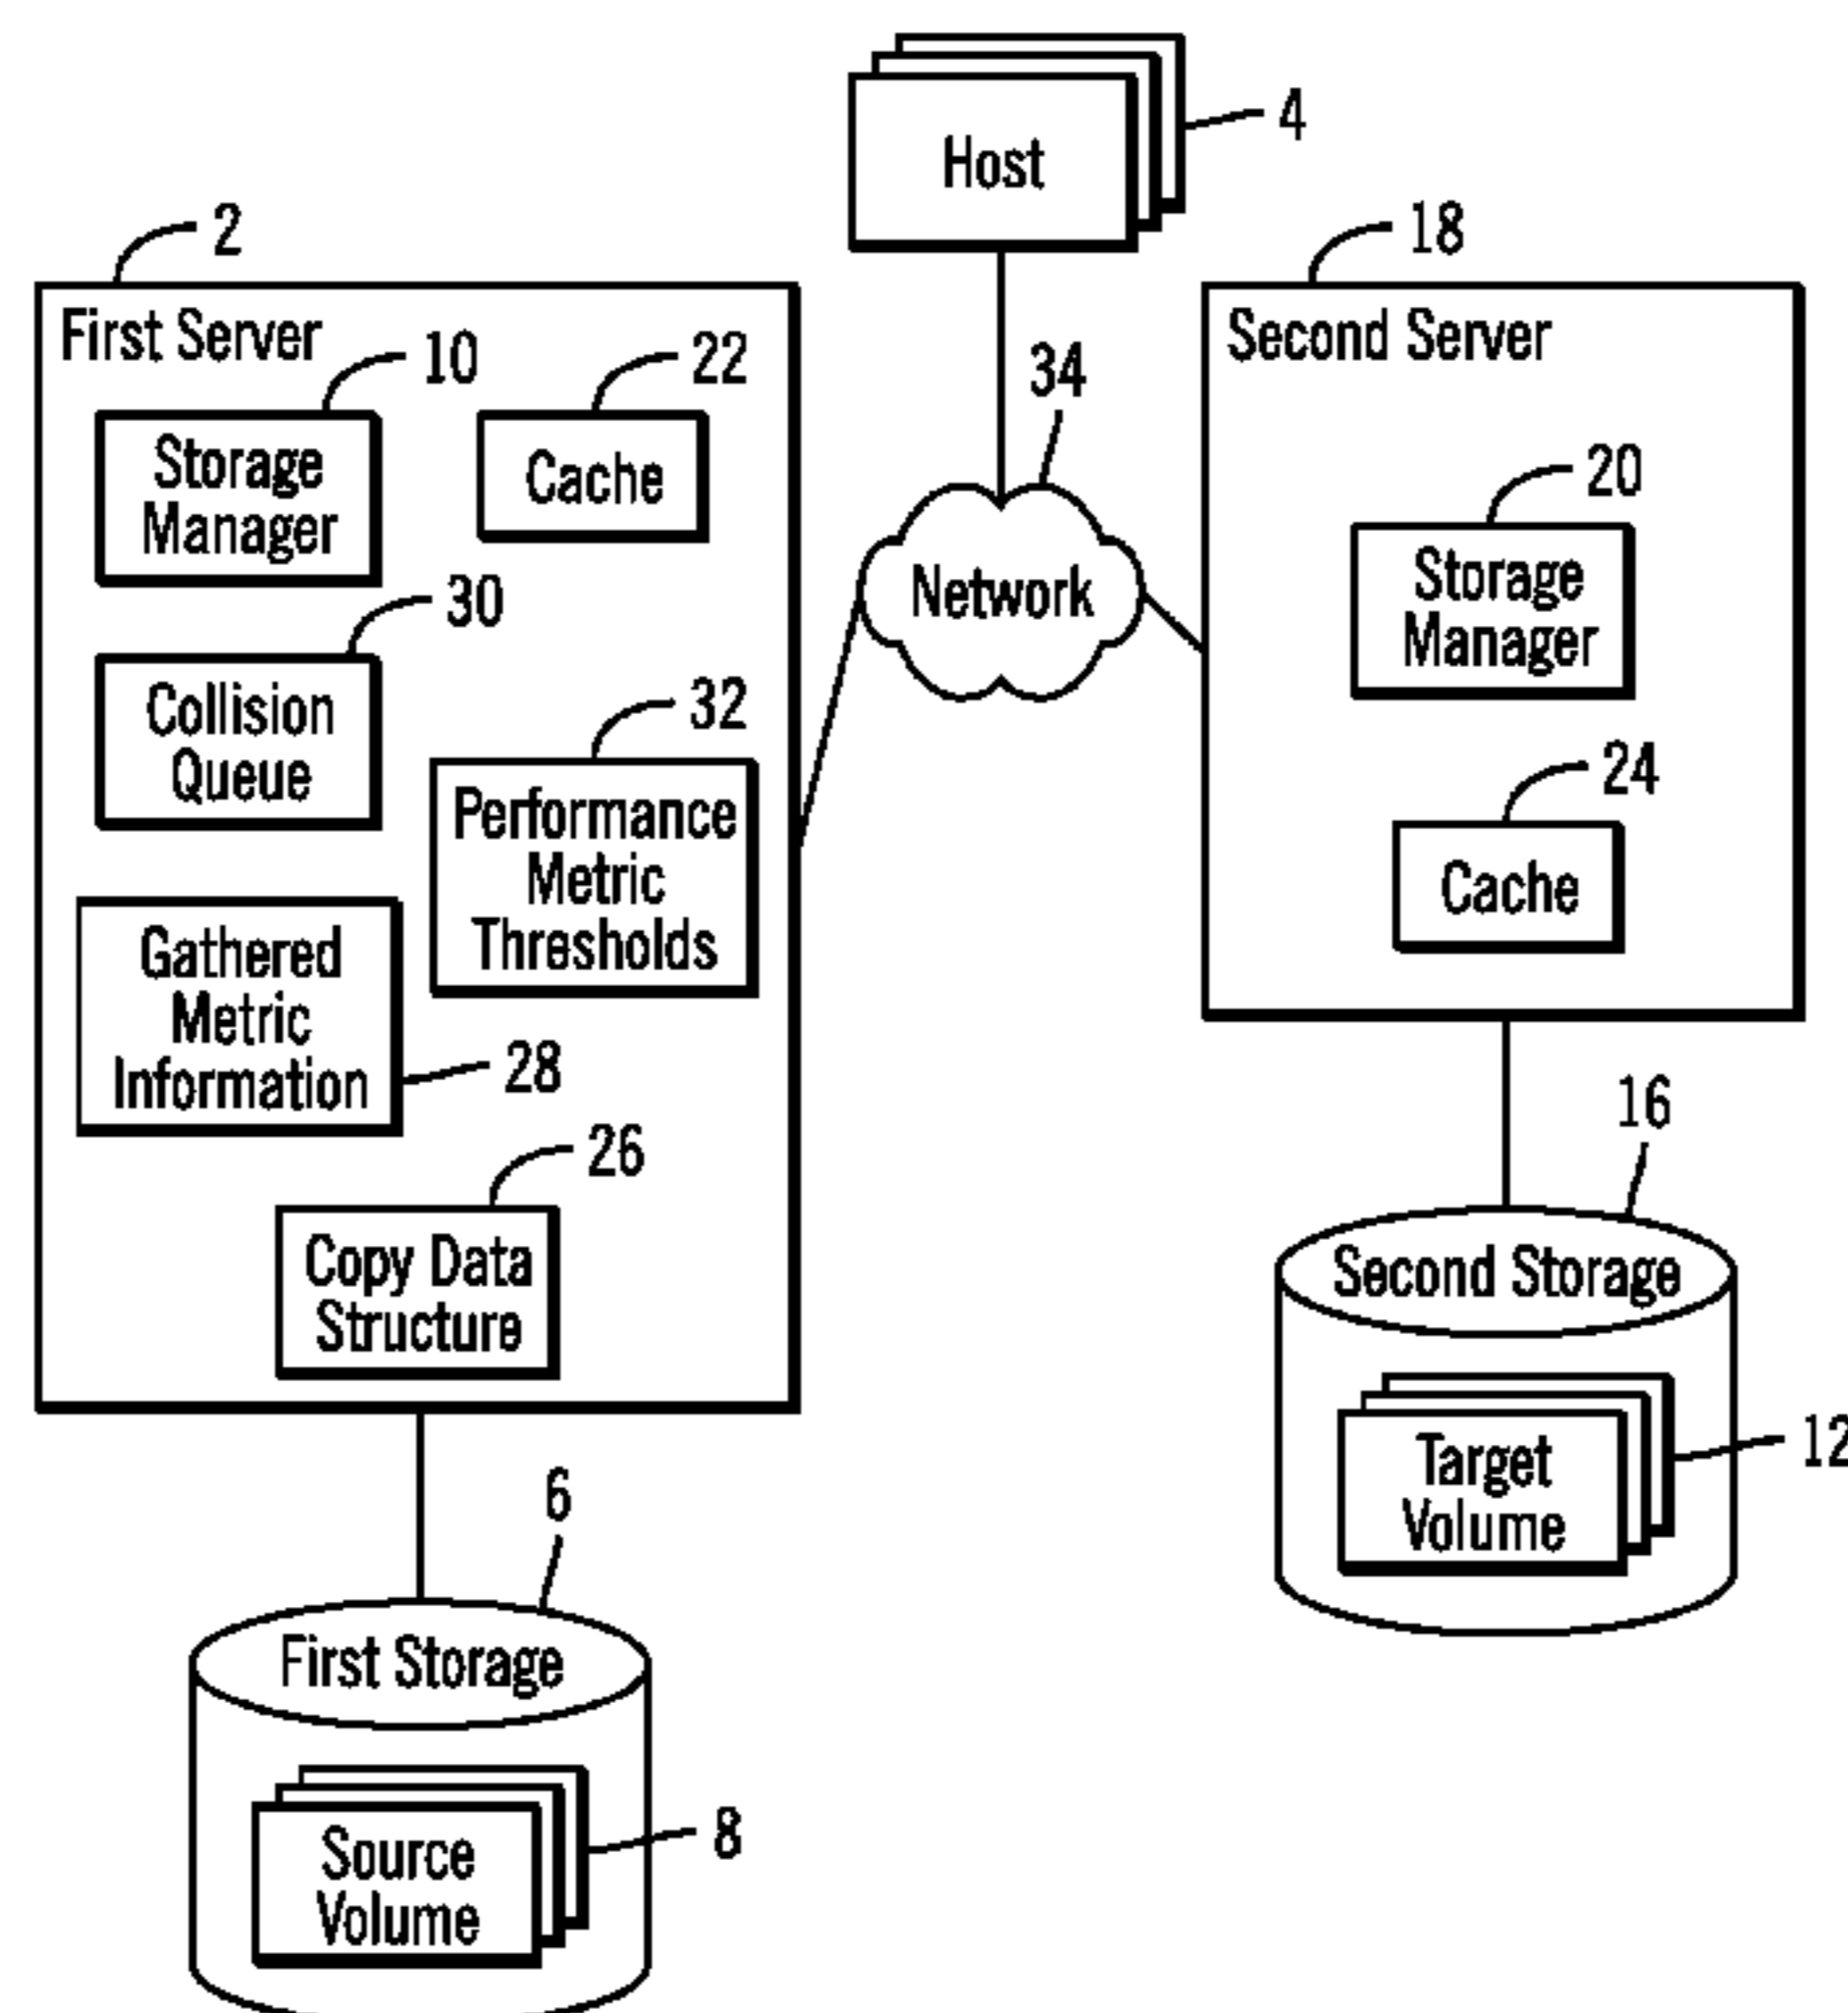 Host
4
2
First Server
10
Storage
Manager
22
Cache
30
Collision
Queue
32
Performance
Metric
Thresholds
Gathered
Metric
Information
28
26
Copy Data
Structure
34
Network
18
Second Server
20
Storage
Manager
24
Cache
16
Second Storage
Target
Volume
12
6
First Storage
Source
Volume
8